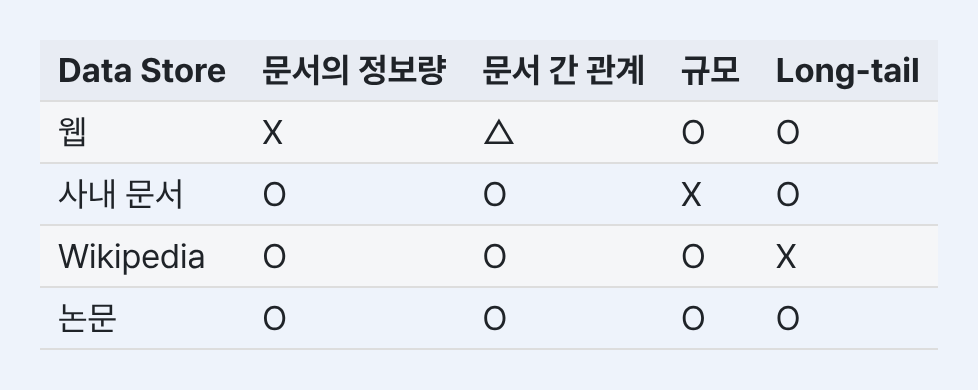 Data Store 문서의 정보량 문서 간 관계 규모 Long-tail
웹 X △ O O
사내 문서 O O X O
Wikipedia O O O X
논문 O O O O